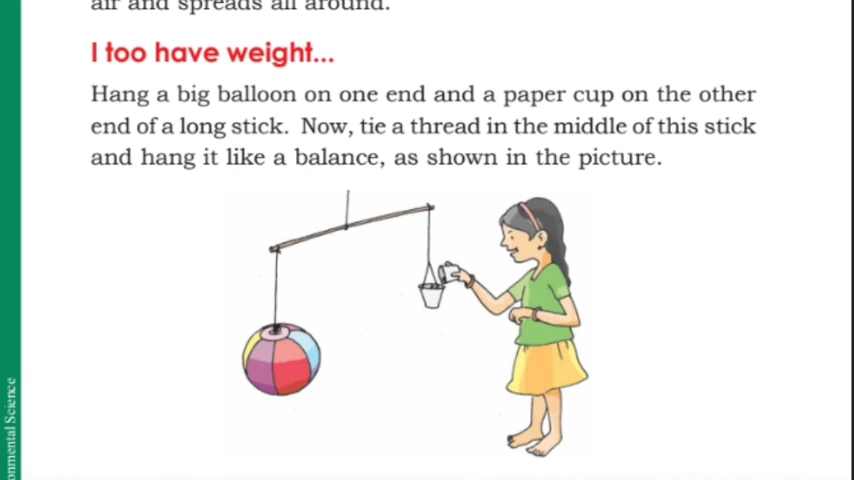 air and spreads all around.
I too have weight...
Hang a big balloon on one end and a paper cup on the other
end of a long stick. Now, tie a thread in the middle of this stick
and hang it like a balance, as shown in the picture.
onmental Science